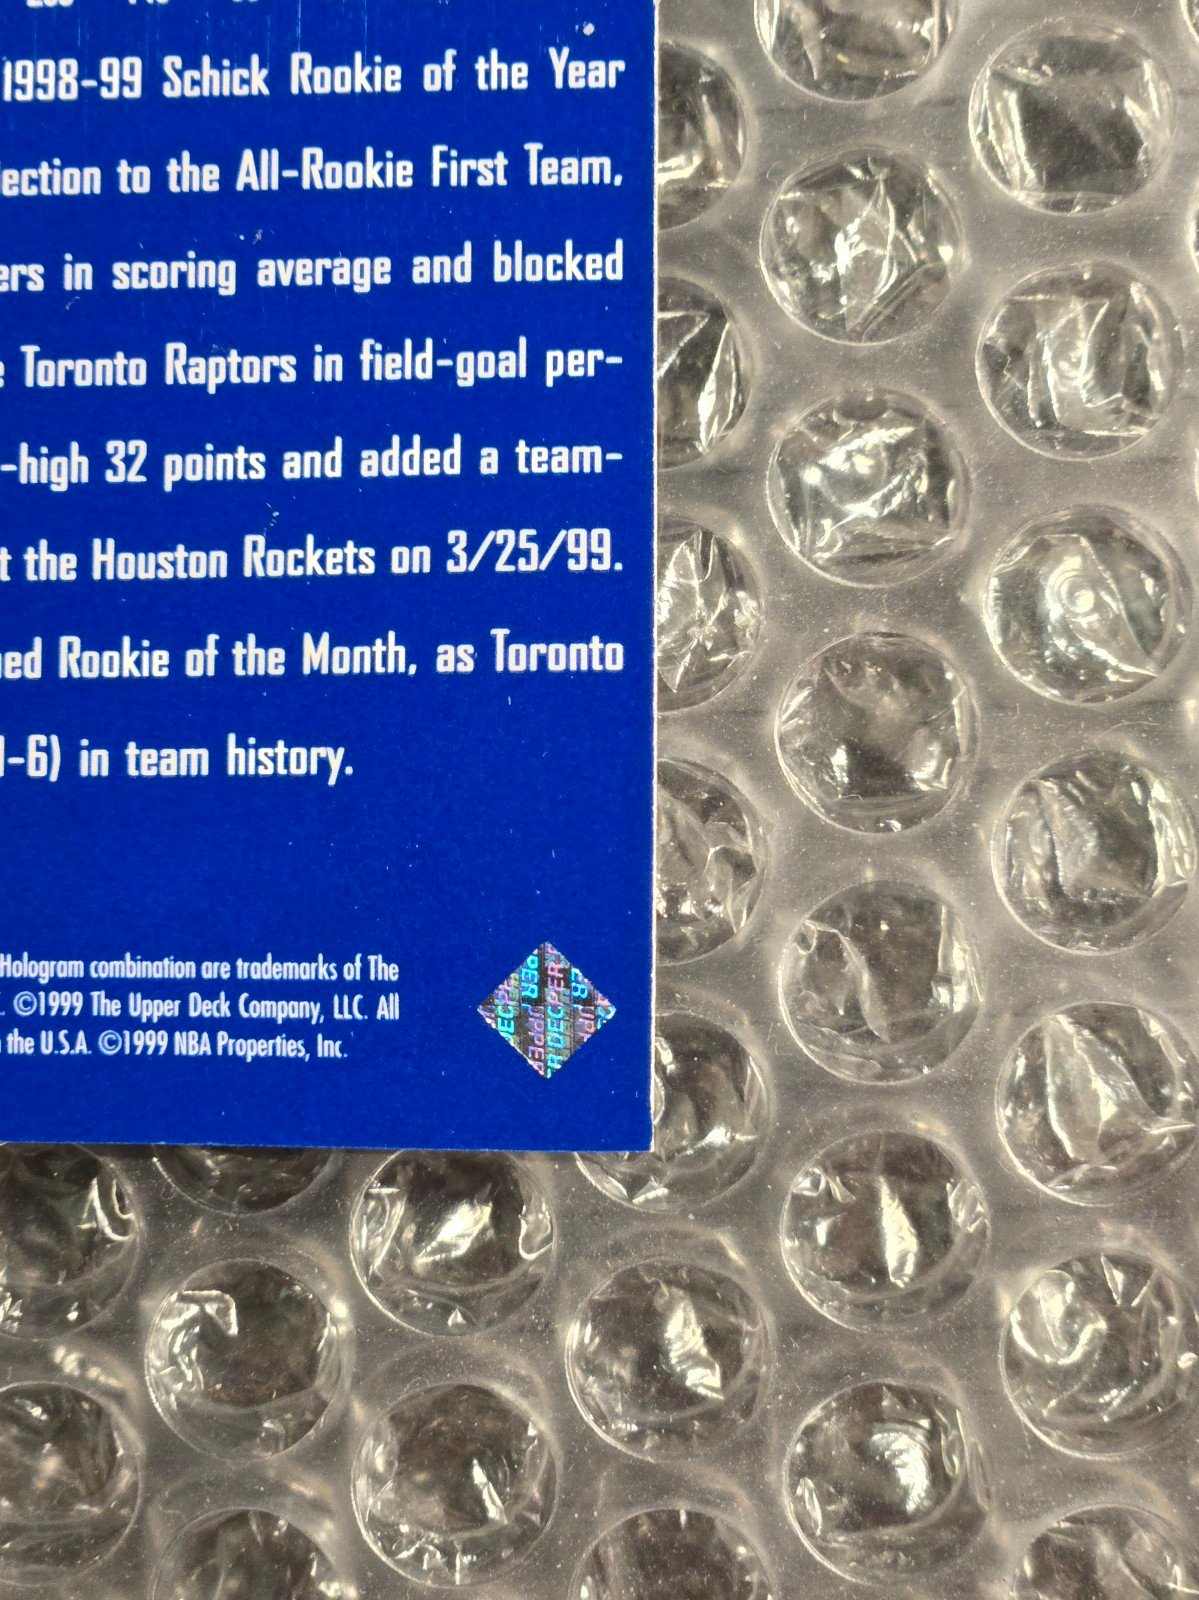 1998-99 Schick Rookie of the Year
ection to the All-Rookie First Team,
ers in scoring average and blocked
Toronto Raptors in field-goal per-
-high 32 points and added a team-
t the Houston Rockets on 3/25/99.
ed Rookie of the Month, as Toronto
-6) in team history.
Hologram combination are trademarks of The
. ©1999 The Upper Deck Company, LLC. All
the U.S.A. ©1999 NBA Properties, Inc.